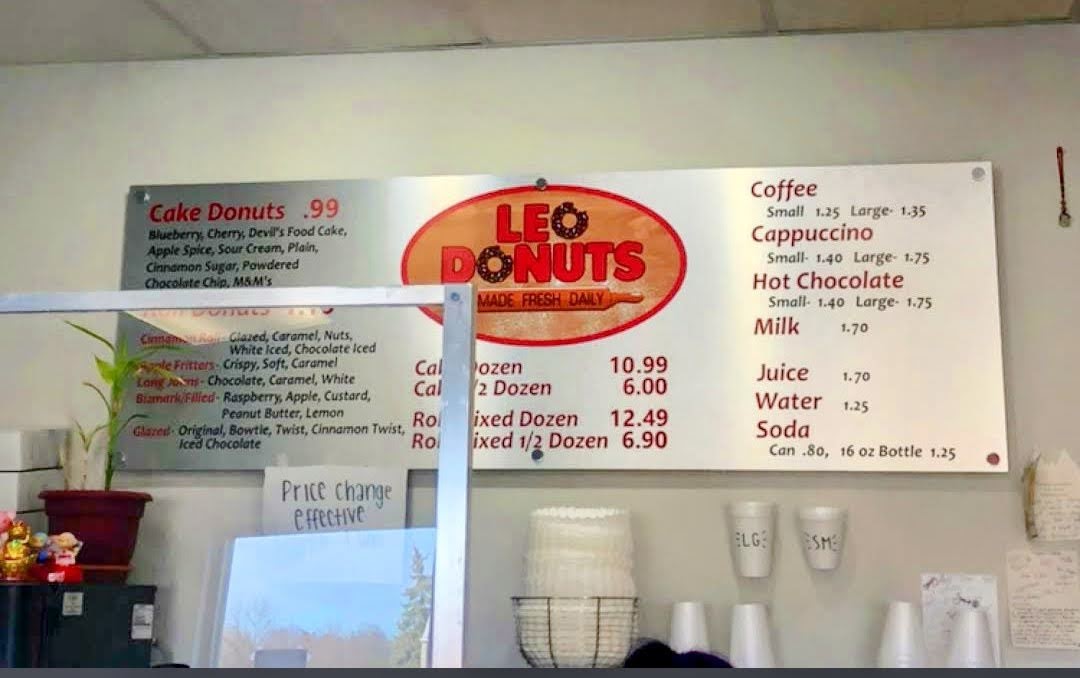 Cake Donuts .99
Blueberry, Cherry, Devil's Food Cake,
Apple Spice, Sour Cream, Plain,
Cinnamon Sugar, Powdered
Chocolate Chip, M&M's
Donuts
Cinnamon Roll- Glazed, Caramel, Nuts,
White Iced, Chocolate Iced
Apple Fritters- Crispy, Soft, Caramel
Long Johns- Chocolate, Caramel, White
Bizmark/Filled- Raspberry, Apple, Custard,
Peanut Butter, Lemon
Glazed- Original, Bowtie, Twist, Cinnamon Twist,
Iced Chocolate
LEO
DONUTS
MADE FRESH DAILY
Dozen 10.99
1/2 Dozen 6.00
Mixed Dozen 12.49
Mixed 1/2 Dozen 6.90
Coffee
Small 1.25 Large- 1.35
Cappuccino
Small- 1.40 Large- 1.75
Hot Chocolate
Small- 1.40 Large- 1.75
Milk 1.70
Juice 1.70
Water 1.25
Soda
Can .80, 16 oz Bottle 1.25
Price change
effective
LG
SM